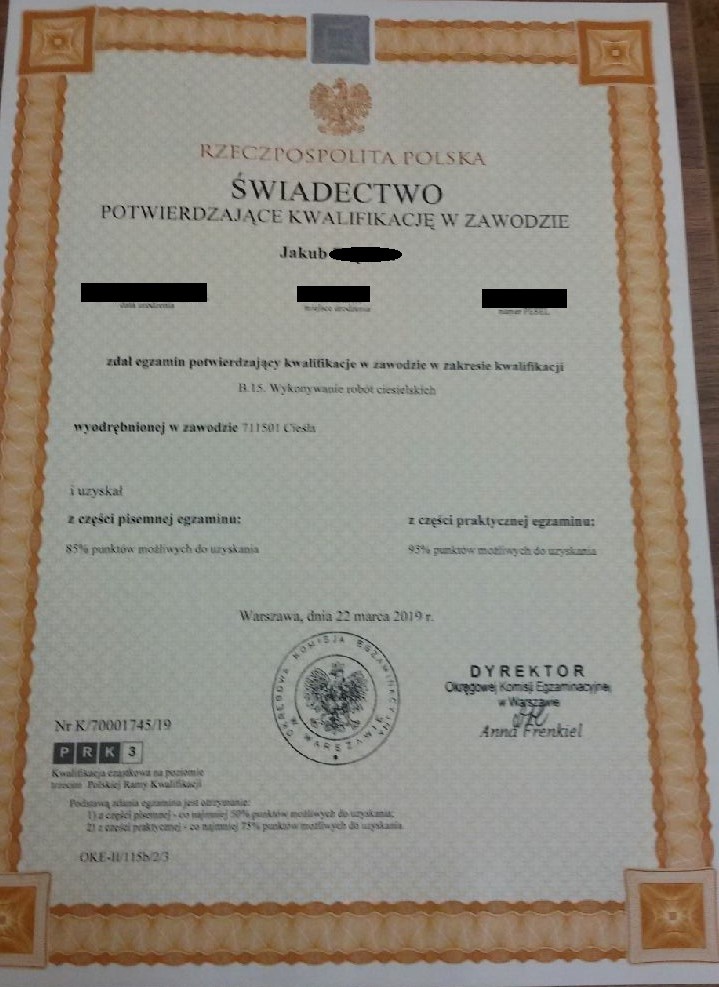 RZECZPOSPOLITA POLSKA
ŚWIADECTWO
POTWIERDZAJĄCE KWALIFIKACJĘ W ZAWODZIE
Jakub
data urodzenia
miejsce urodzenia
numer PESEL
zdał egzamin potwierdzający kwalifikacje w zawodzie w zakresie kwalifikacji
B.15. Wykonywanie robót ciesielskich
wyodrębnionej w zawodzie 711501 Cieśla
i uzyskał
z części pisemnej egzaminu:
z części praktycznej egzaminu:
85% punktów możliwych do uzyskania
95% punktów możliwych do uzyskania
Warszawa, dnia 22 marca 2019 r.
OKRĘGOWA KOMISJA EGZAMINACYJNA
W WARSZAWIE
DYREKTOR
Okręgowej Komisji Egzaminacyjnej
w Warszawie
Anna Frenkiel
Nr K/70001745/19
PRK3
Kwalifikacja cząstkowa na poziomie
trzecim Polskiej Ramy Kwalifikacji
Podstawą zdania egzaminu jest otrzymanie:
1) z części pisemnej - co najmniej 50% punktów możliwych do uzyskania;
2) z części praktycznej - co najmniej 75% punktów możliwych do uzyskania
OKE-II/115b/2/3